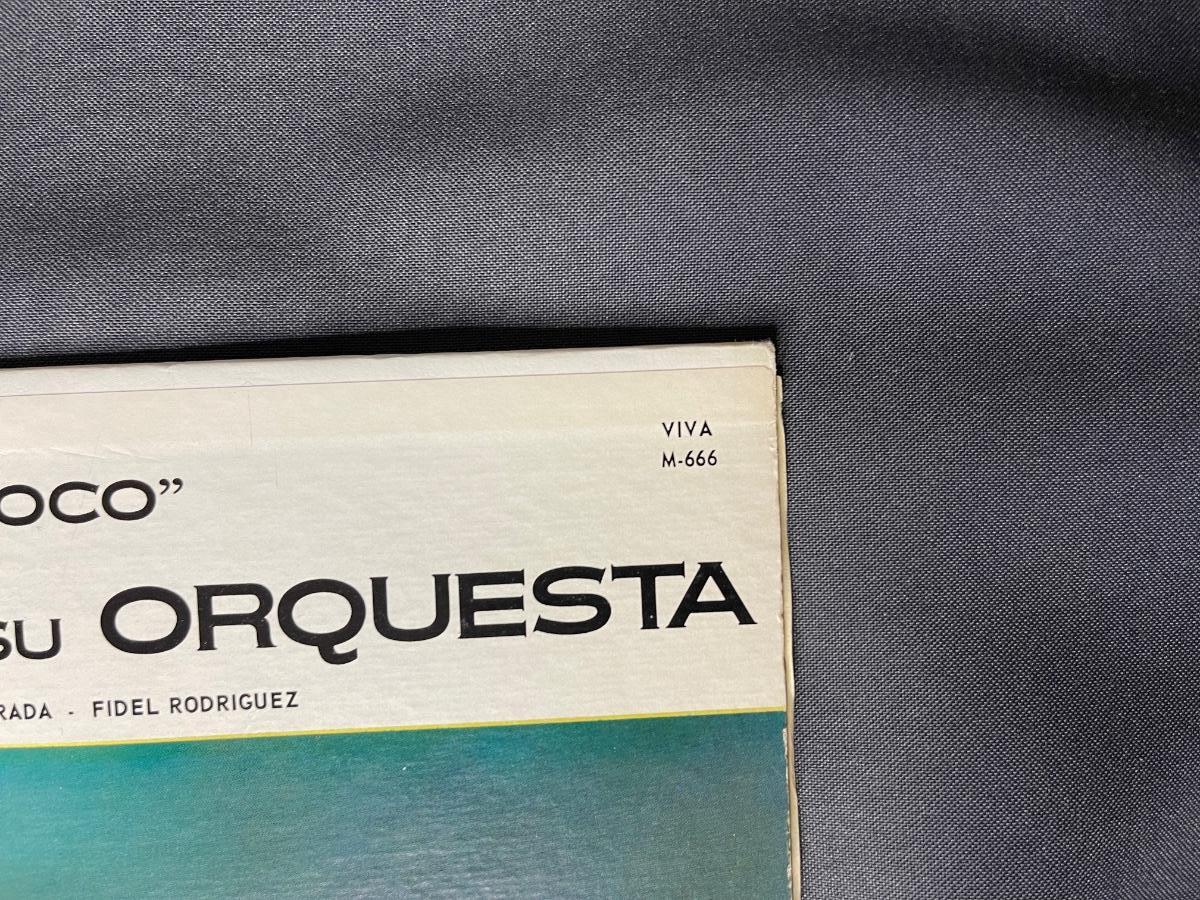 VIVA
M-666
OCO”
SU ORQUESTA
RADA - FIDEL RODRIGUEZ